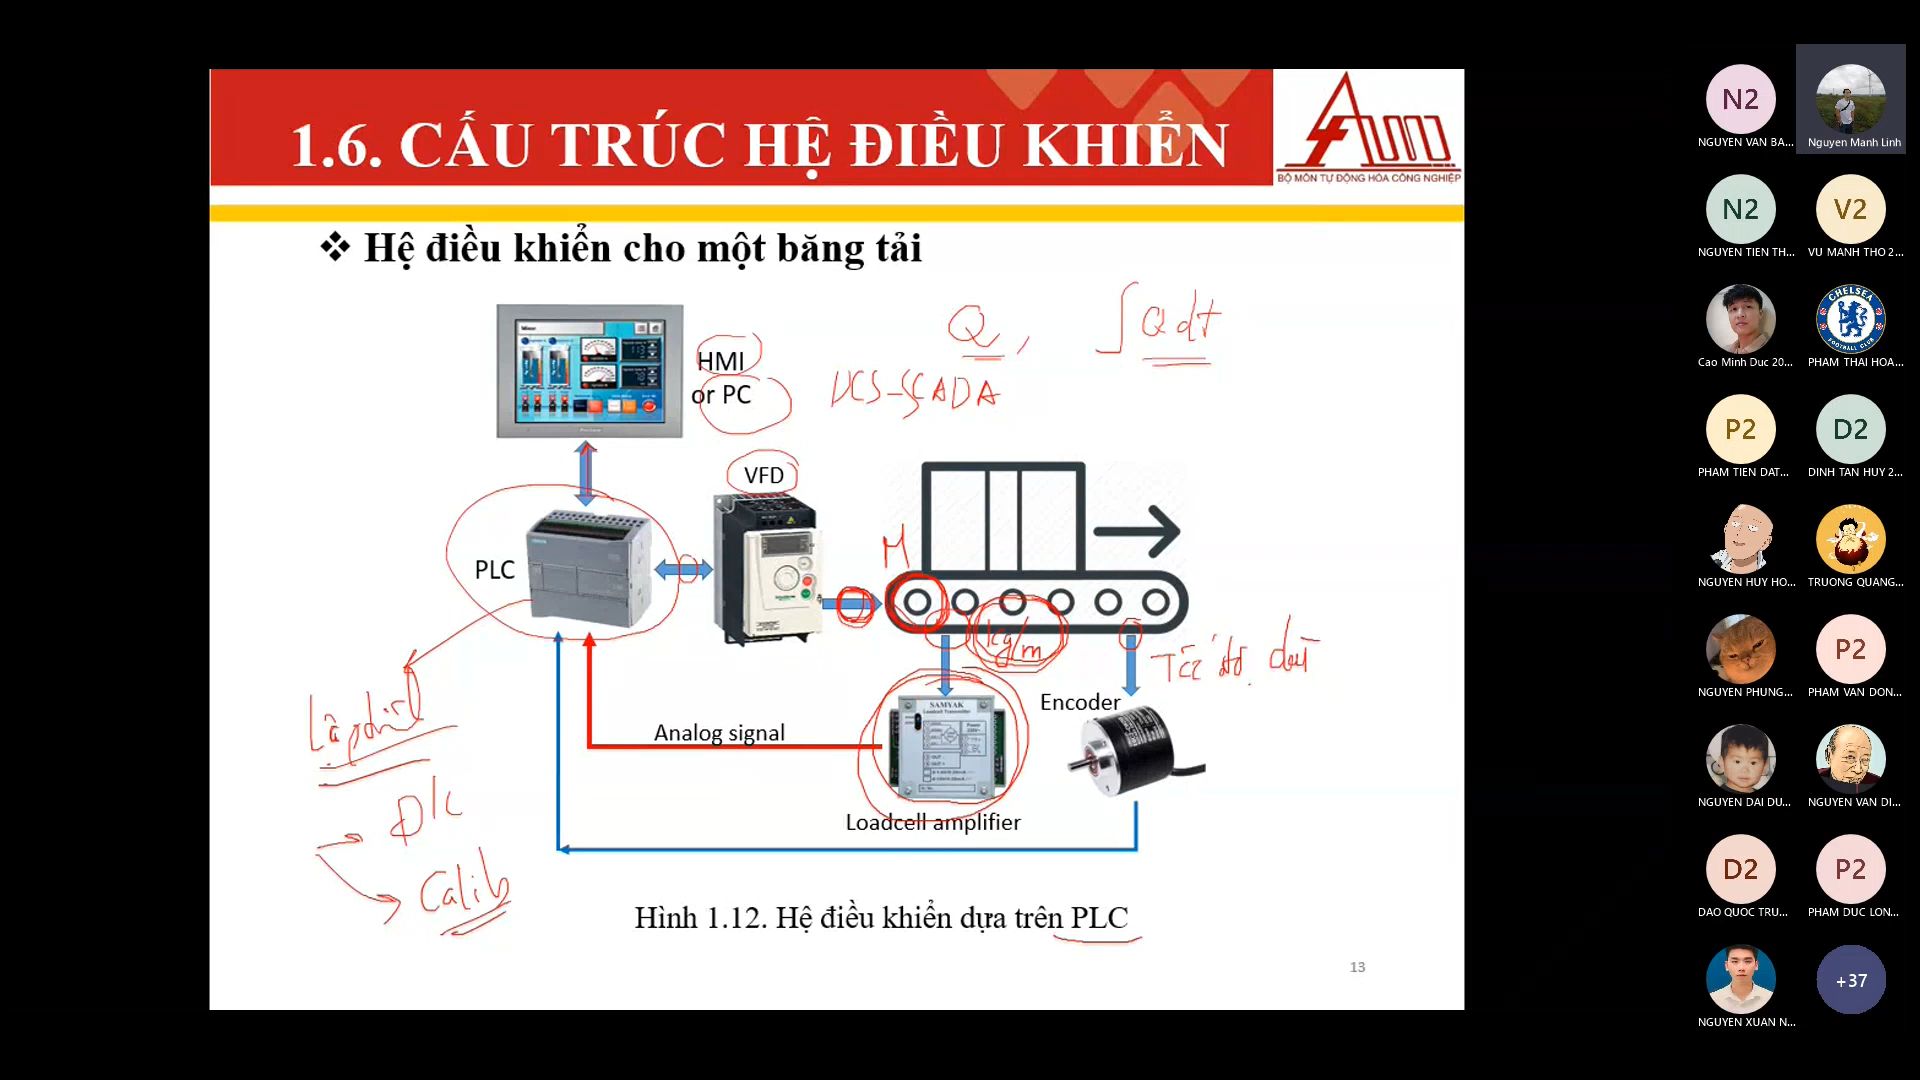 1.6. CẤU TRÚC HỆ ĐIỀU KHIỂN
BỘ MÔN TỰ ĐỘNG HÓA CÔNG NGHIỆP
❖ Hệ điều khiển cho một băng tải
Q, ∫Q dt
HMI
or PC
DCS-SCADA
VFD
M
PLC
kg/m
Tốc độ dài
SAMYAK
Encoder
Analog signal
Lập trình
ĐK
Loadcell amplifier
Calib
Hình 1.12. Hệ điều khiển dựa trên PLC
13
N2
NGUYEN VAN BA...
Nguyen Manh Linh
N2
V2
NGUYEN TIEN TH...
VU MANH THO 2...
CHELSEA
FOOTBALL CLUB
Cao Minh Duc 20...
PHAM THAI HOA...
P2
D2
PHAM TIEN DAT...
DINH TAN HUY 2...
NGUYEN HUY HO...
TRUONG QUANG...
P2
NGUYEN PHUNG...
PHAM VAN DON...
NGUYEN DAI DU...
NGUYEN VAN DI...
D2
P2
DAO QUOC TRU...
PHAM DUC LON...
+37
NGUYEN XUAN N...